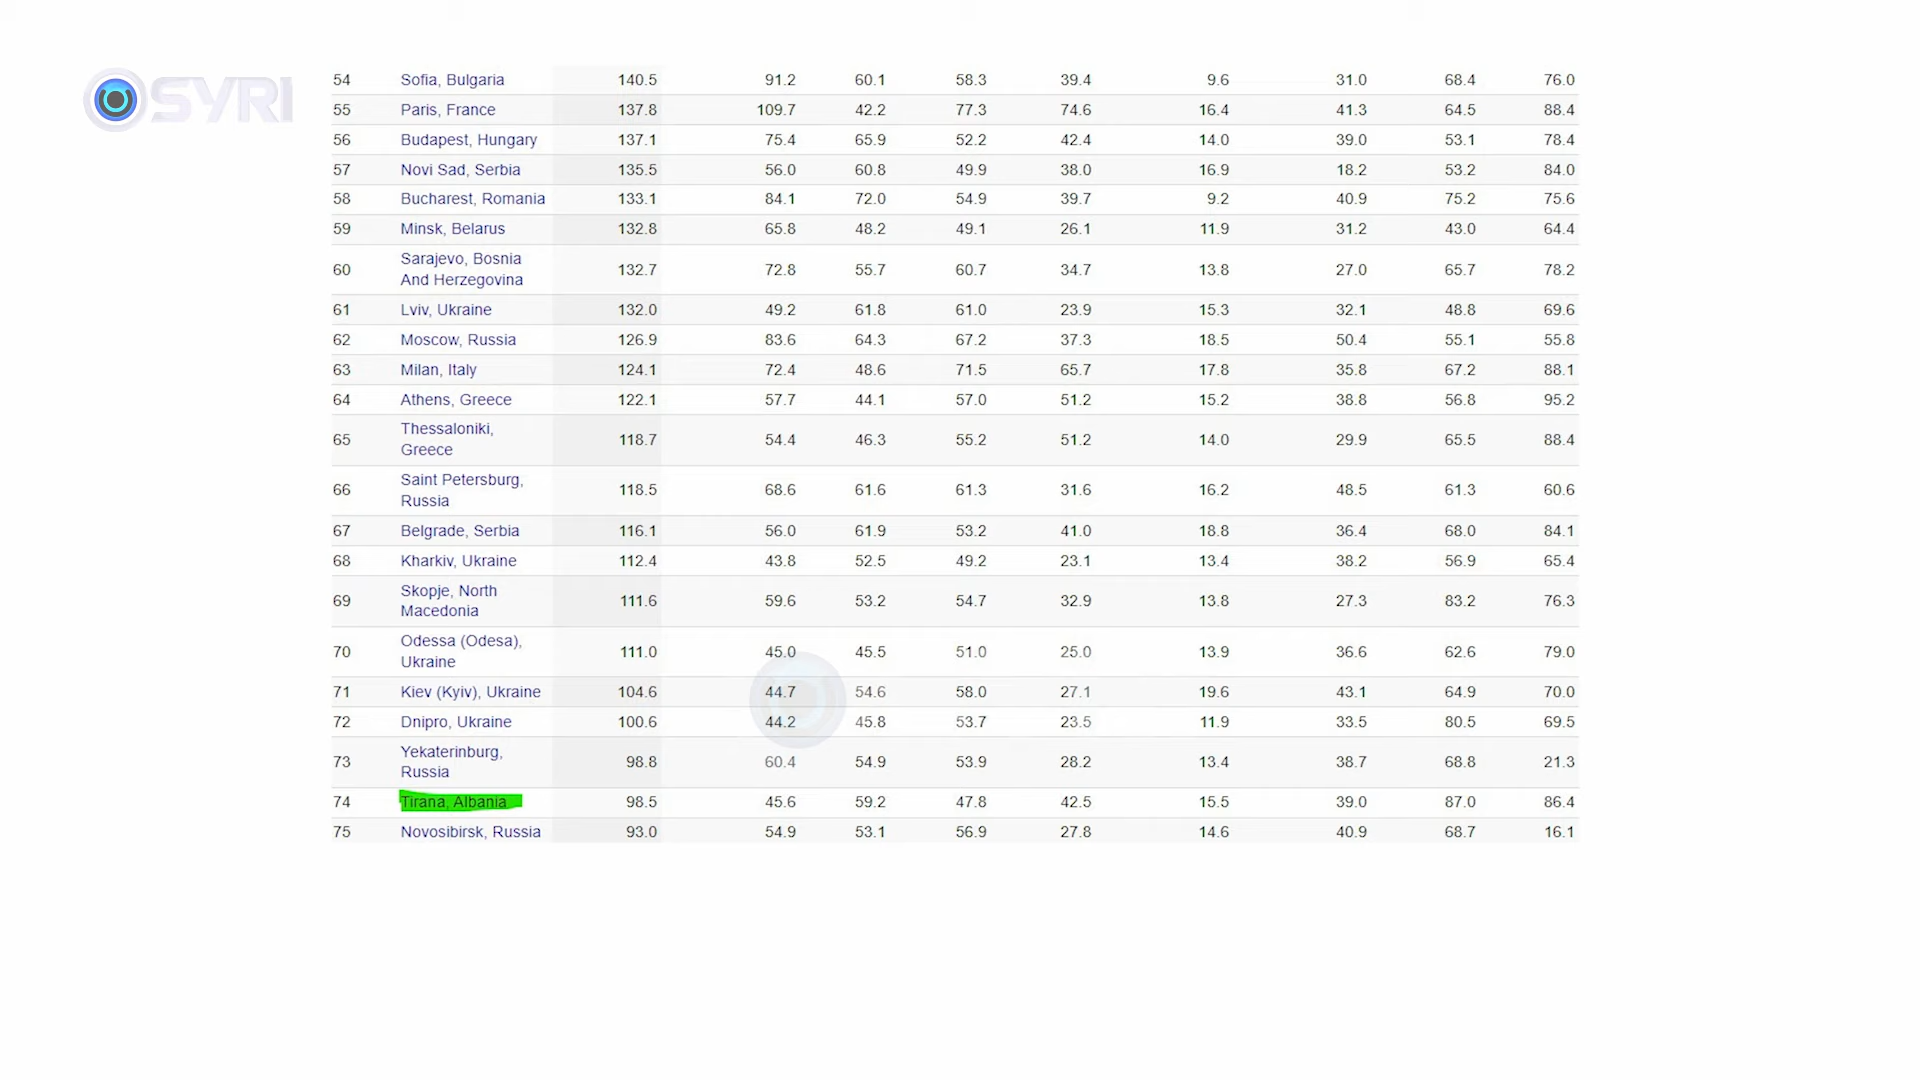 SYRI
54 Sofia, Bulgaria 140.5 91.2 60.1 58.3 39.4 9.6 31.0 68.4 76.0
55 Paris, France 137.8 109.7 42.2 77.3 74.6 16.4 41.3 64.5 88.4
56 Budapest, Hungary 137.1 75.4 65.9 52.2 42.4 14.0 39.0 53.1 78.4
57 Novi Sad, Serbia 135.5 56.0 60.8 49.9 38.0 16.9 18.2 53.2 84.0
58 Bucharest, Romania 133.1 84.1 72.0 54.9 39.7 9.2 40.9 75.2 75.6
59 Minsk, Belarus 132.8 65.8 48.2 49.1 26.1 11.9 31.2 43.0 64.4
Sarajevo, Bosnia
60 And Herzegovina 132.7 72.8 55.7 60.7 34.7 13.8 27.0 65.7 78.2
61 Lviv, Ukraine 132.0 49.2 61.8 61.0 23.9 15.3 32.1 48.8 69.6
62 Moscow, Russia 126.9 83.6 64.3 67.2 37.3 18.5 50.4 55.1 55.8
63 Milan, Italy 124.1 72.4 48.6 71.5 65.7 17.8 35.8 67.2 88.1
64 Athens, Greece 122.1 57.7 44.1 57.0 51.2 15.2 38.8 56.8 95.2
Thessaloniki,
65 Greece 118.7 54.4 46.3 55.2 51.2 14.0 29.9 65.5 88.4
Saint Petersburg,
66 Russia 118.5 68.6 61.6 61.3 31.6 16.2 48.5 61.3 60.6
67 Belgrade, Serbia 116.1 56.0 61.9 53.2 41.0 18.8 36.4 68.0 84.1
68 Kharkiv, Ukraine 112.4 43.8 52.5 49.2 23.1 13.4 38.2 56.9 65.4
Skopje, North
69 Macedonia 111.6 59.6 53.2 54.7 32.9 13.8 27.3 83.2 76.3
Odessa (Odesa),
70 Ukraine 111.0 45.0 45.5 51.0 25.0 13.9 36.6 62.6 79.0
71 Kiev (Kyiv), Ukraine 104.6 44.7 54.6 58.0 27.1 19.6 43.1 64.9 70.0
72 Dnipro, Ukraine 100.6 44.2 45.8 53.7 23.5 11.9 33.5 80.5 69.5
Yekaterinburg,
73 Russia 98.8 60.4 54.9 53.9 28.2 13.4 38.7 68.8 21.3
74 Tirana, Albania 98.5 45.6 59.2 47.8 42.5 15.5 39.0 87.0 86.4
75 Novosibirsk, Russia 93.0 54.9 53.1 56.9 27.8 14.6 40.9 68.7 16.1